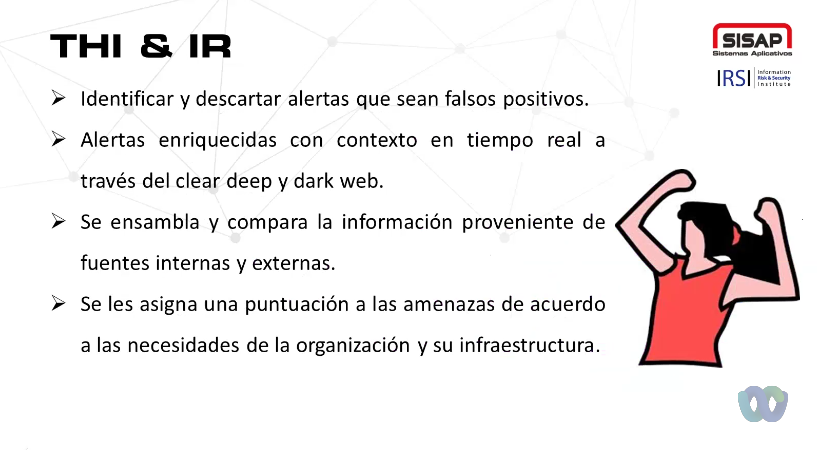 THI & IR
SISAP
Sistemas Aplicativos
IRSI
Information
Risk & Security
Institute
➢ Identificar y descartar alertas que sean falsos positivos.
➢ Alertas enriquecidas con contexto en tiempo real a
través del clear deep y dark web.
➢ Se ensambla y compara la información proveniente de
fuentes internas y externas.
➢ Se les asigna una puntuación a las amenazas de acuerdo
a las necesidades de la organización y su infraestructura.